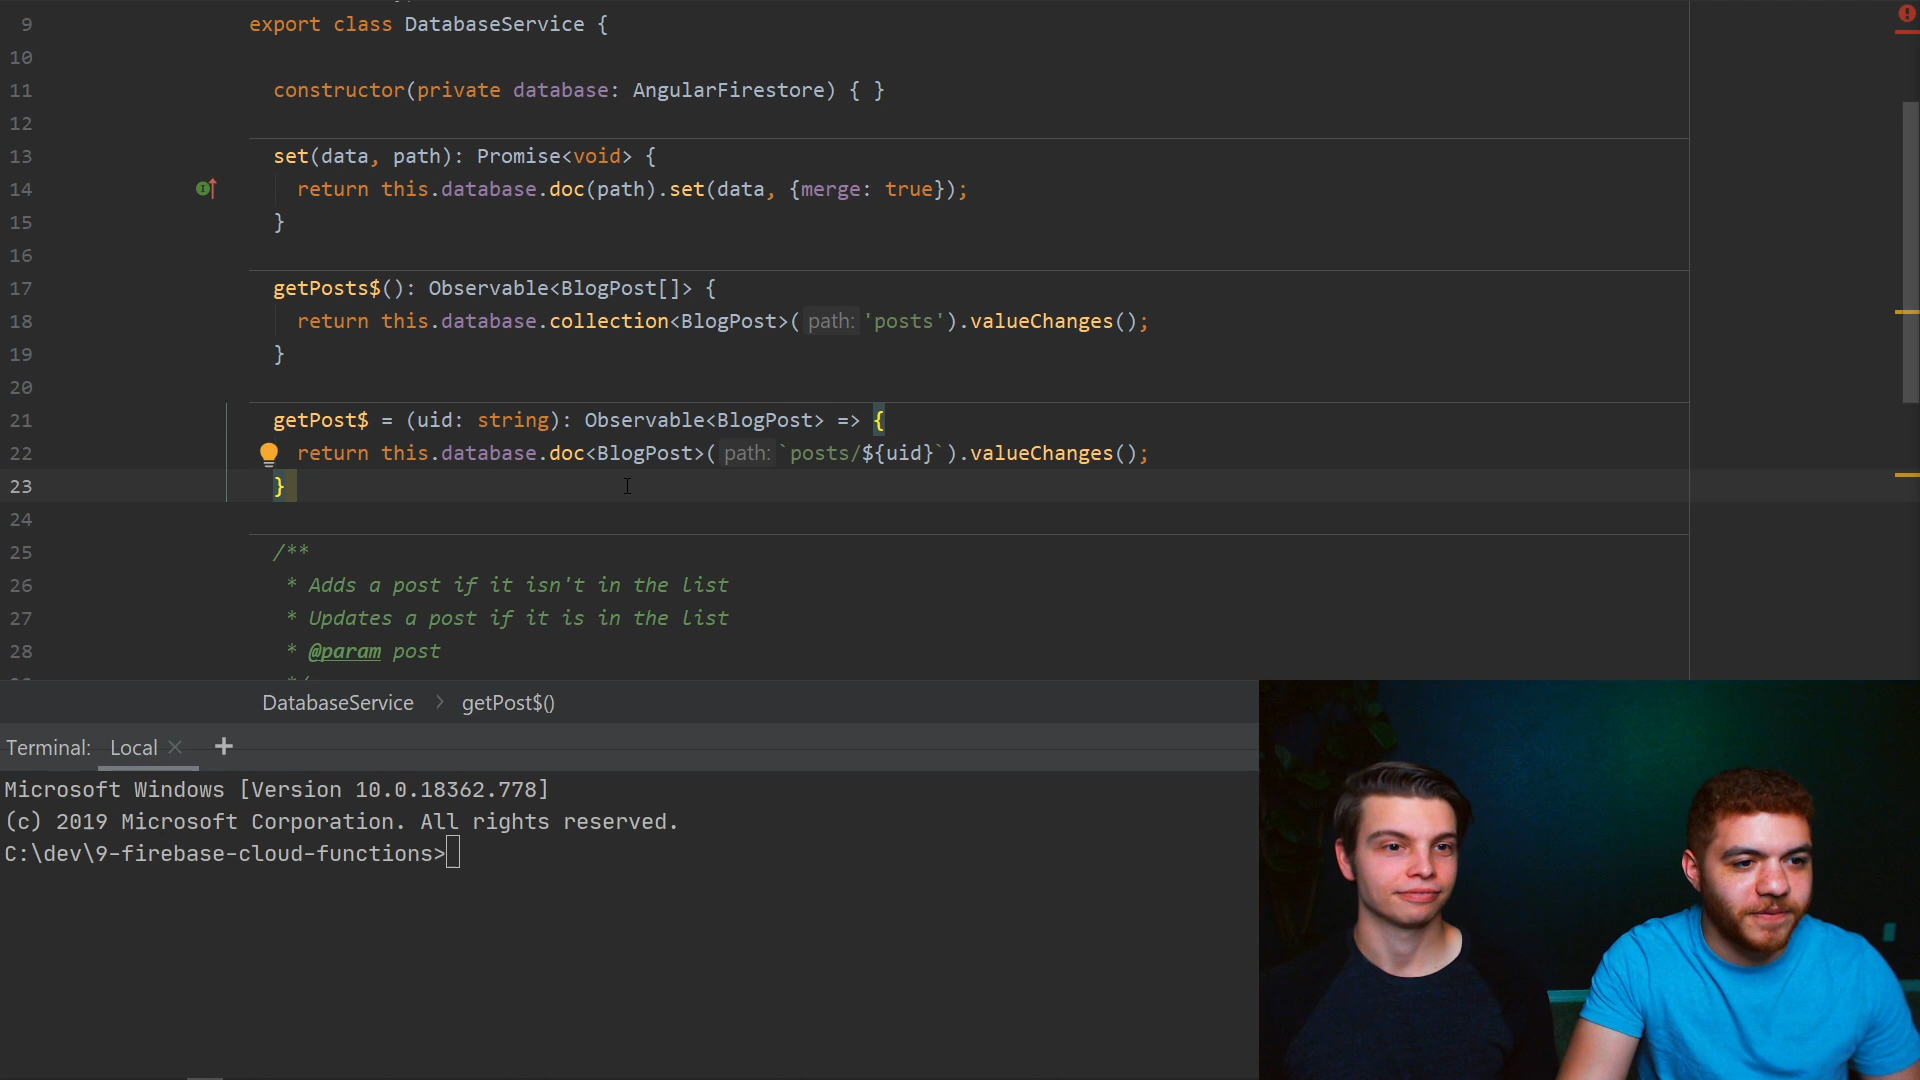 9 export class DatabaseService {
10
11 constructor(private database: AngularFirestore) { }
12
13 set(data, path): Promise<void> {
14 return this.database.doc(path).set(data, {merge: true});
15 }
16
17 getPosts$(): Observable<BlogPost[]> {
18 return this.database.collection<BlogPost>( path: 'posts').valueChanges();
19 }
20
21 getPost$ = (uid: string): Observable<BlogPost> => {
22 return this.database.doc<BlogPost>( path: `posts/${uid}`).valueChanges();
23 }
24
25 /**
26 * Adds a post if it isn't in the list
27 * Updates a post if it is in the list
28 * @param post
DatabaseService > getPost$()
Terminal: Local × +
Microsoft Windows [Version 10.0.18362.778]
(c) 2019 Microsoft Corporation. All rights reserved.
C:\dev\9-firebase-cloud-functions>